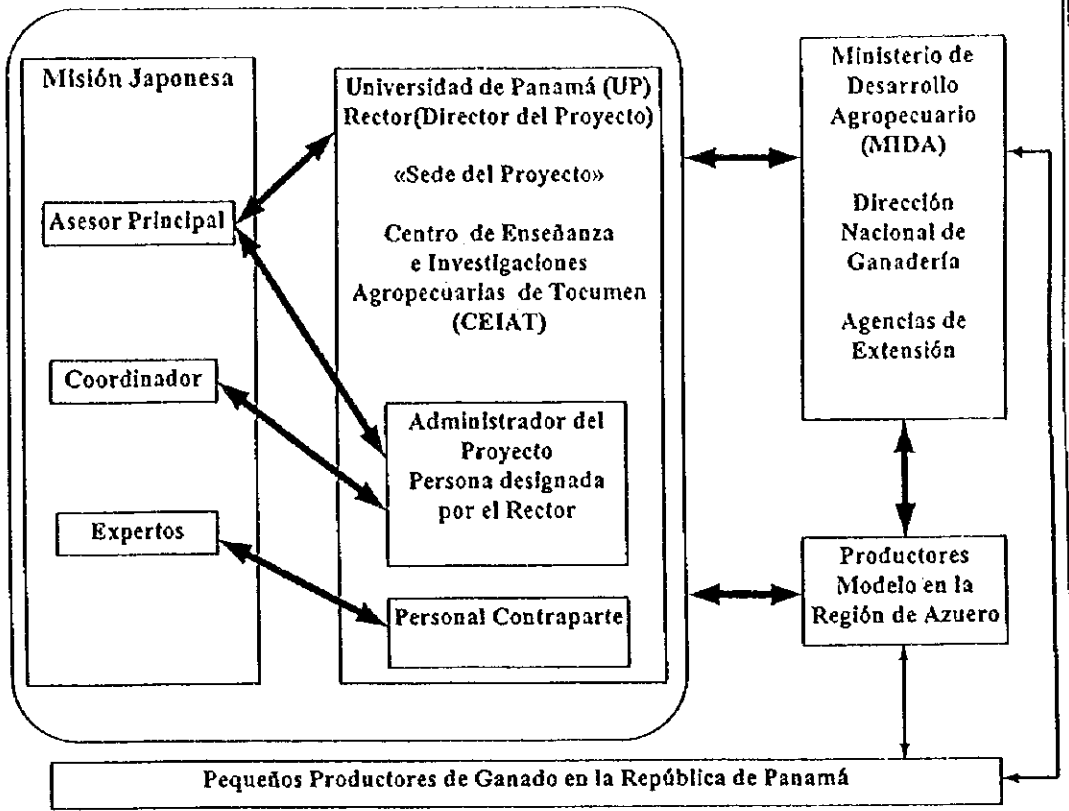 Misión Japonesa
Asesor Principal
Coordinador
Expertos
Universidad de Panamá (UP)
Rector(Director del Proyecto)
«Sede del Proyecto»
Centro de Enseñanza
e Investigaciones
Agropecuarias de Tocumen
(CEIAT)
Administrador del
Proyecto
Persona designada
por el Rector
Personal Contraparte
Ministerio de
Desarrollo
Agropecuario
(MIDA)
Dirección
Nacional de
Ganadería
Agencias de
Extensión
Productores
Modelo en la
Región de Azuero
Pequeños Productores de Ganado en la República de Panamá